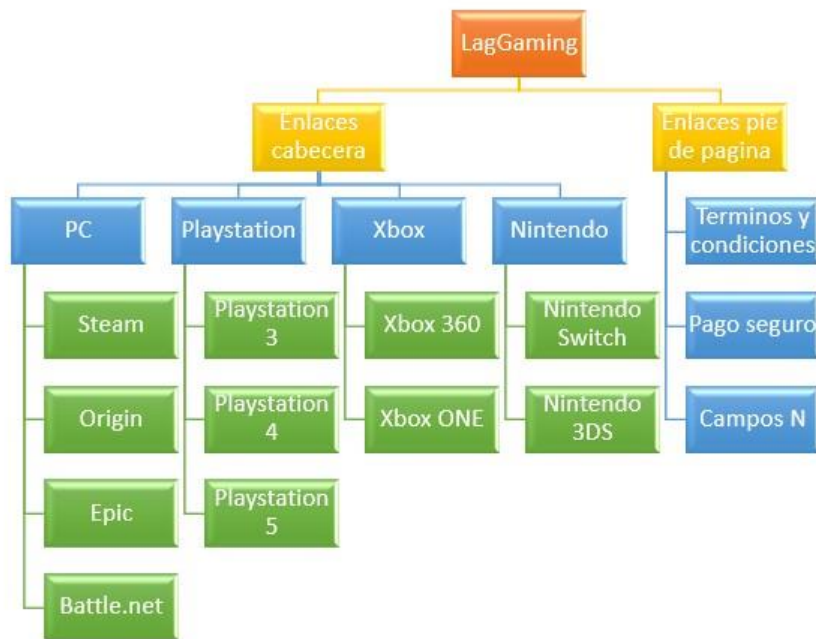 LagGaming
Enlaces
cabecera
Enlaces pie
de pagina
PC
Playstation
Xbox
Nintendo
Terminos y
condiciones
Steam
Playstation
3
Xbox 360
Nintendo
Switch
Pago seguro
Origin
Playstation
4
Xbox ONE
Nintendo
3DS
Campos N
Epic
Playstation
5
Battle.net